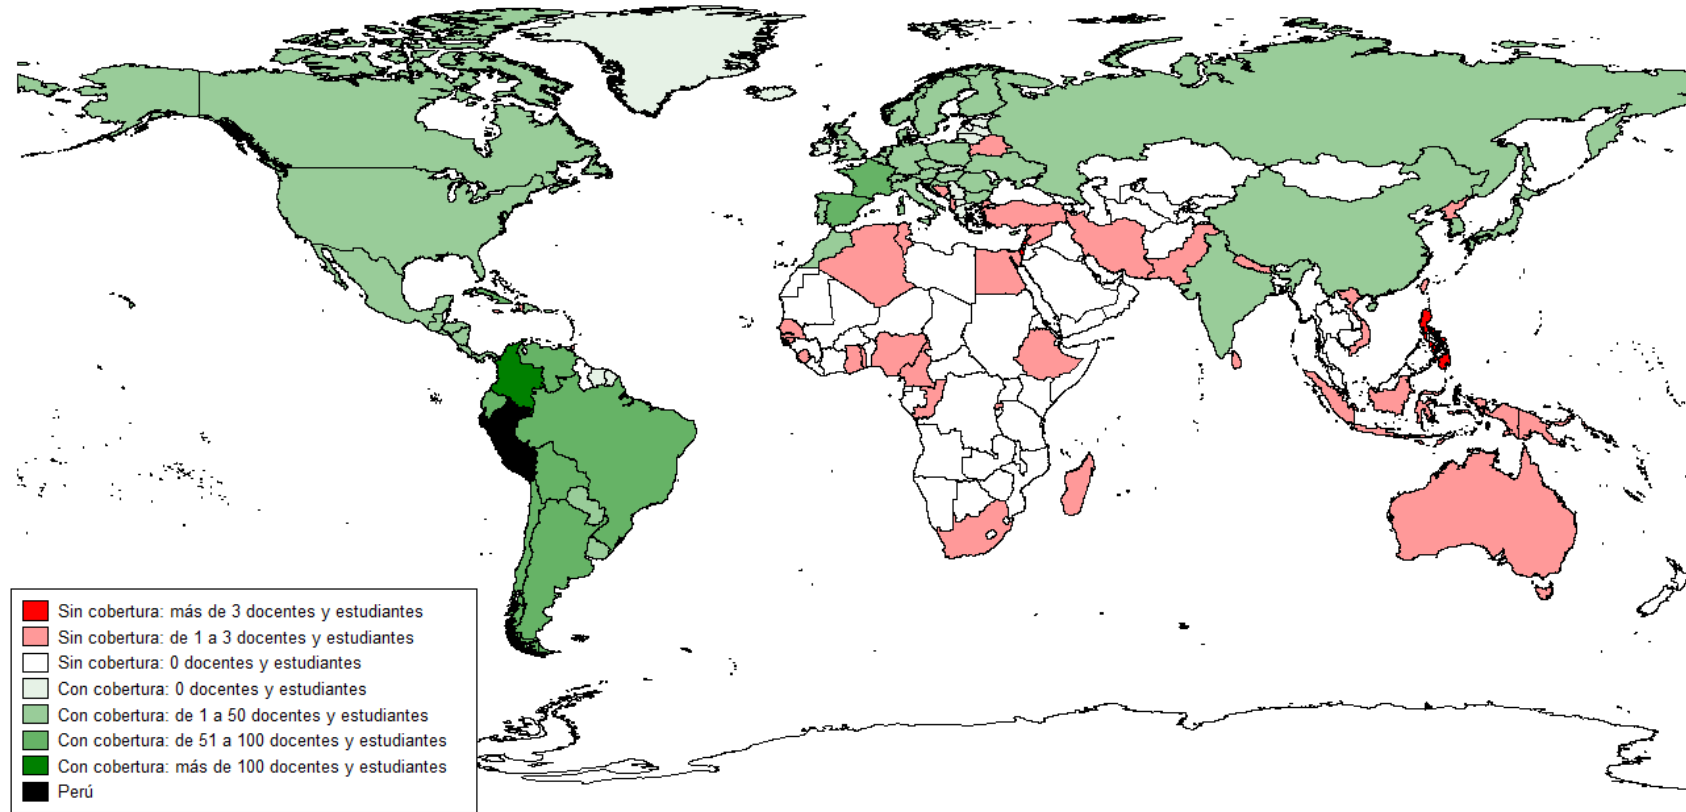 Sin cobertura: más de 3 docentes y estudiantes
Sin cobertura: de 1 a 3 docentes y estudiantes
Sin cobertura: 0 docentes y estudiantes
Con cobertura: 0 docentes y estudiantes
Con cobertura: de 1 a 50 docentes y estudiantes
Con cobertura: de 51 a 100 docentes y estudiantes
Con cobertura: más de 100 docentes y estudiantes
Perú